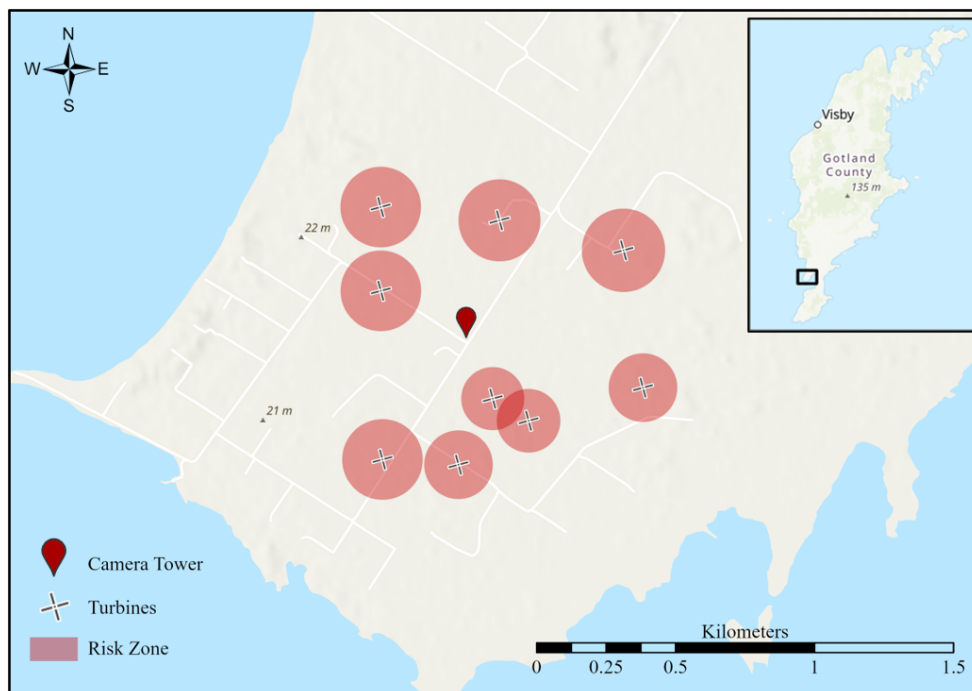 N
W E
S
Visby
Gotland
County
135 m
22 m
21 m
Camera Tower
Turbines
Risk Zone
Kilometers
0 0.25 0.5 1 1.5